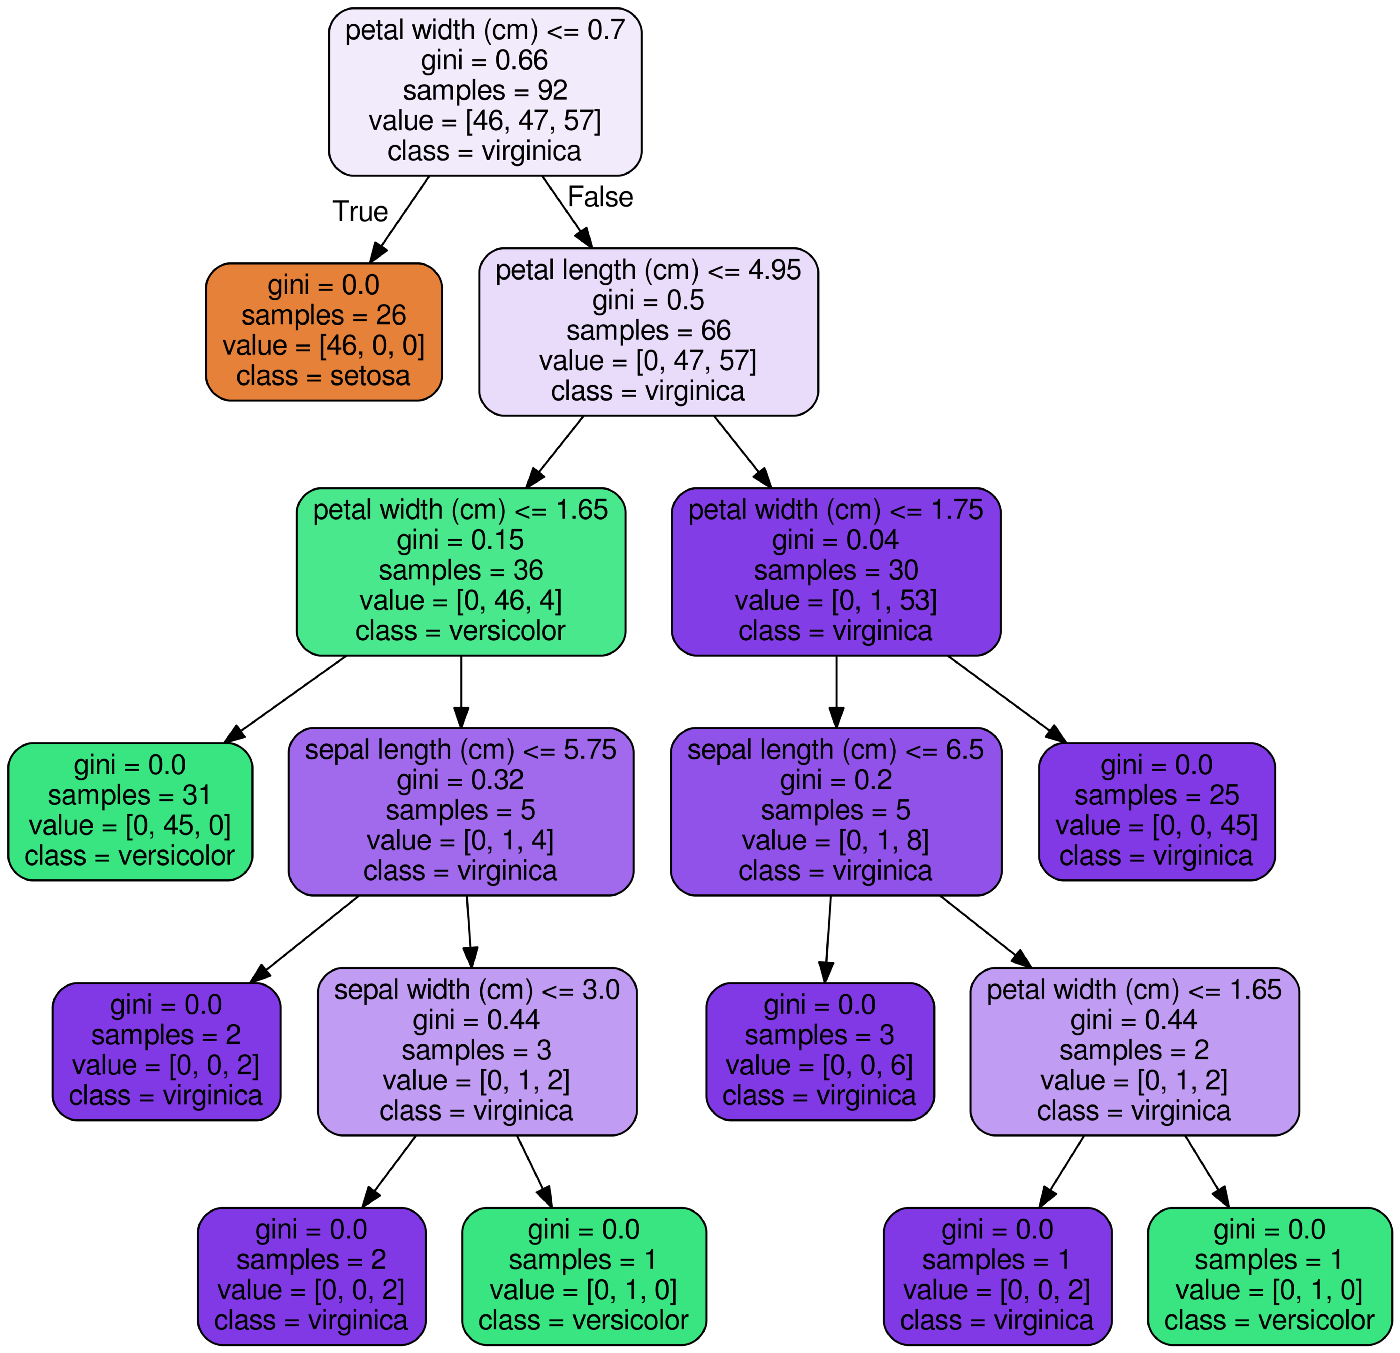 petal width (cm) <= 0.7
gini = 0.66
samples = 92
value = [46, 47, 57]
class = virginica
True
False
gini = 0.0
samples = 26
value = [46, 0, 0]
class = setosa
petal length (cm) <= 4.95
gini = 0.5
samples = 66
value = [0, 47, 57]
class = virginica
petal width (cm) <= 1.65
gini = 0.15
samples = 36
value = [0, 46, 4]
class = versicolor
petal width (cm) <= 1.75
gini = 0.04
samples = 30
value = [0, 1, 53]
class = virginica
gini = 0.0
samples = 31
value = [0, 45, 0]
class = versicolor
sepal length (cm) <= 5.75
gini = 0.32
samples = 5
value = [0, 1, 4]
class = virginica
sepal length (cm) <= 6.5
gini = 0.2
samples = 5
value = [0, 1, 8]
class = virginica
gini = 0.0
samples = 25
value = [0, 0, 45]
class = virginica
gini = 0.0
samples = 2
value = [0, 0, 2]
class = virginica
sepal width (cm) <= 3.0
gini = 0.44
samples = 3
value = [0, 1, 2]
class = virginica
gini = 0.0
samples = 3
value = [0, 0, 6]
class = virginica
petal width (cm) <= 1.65
gini = 0.44
samples = 2
value = [0, 1, 2]
class = virginica
gini = 0.0
samples = 2
value = [0, 0, 2]
class = virginica
gini = 0.0
samples = 1
value = [0, 1, 0]
class = versicolor
gini = 0.0
samples = 1
value = [0, 0, 2]
class = virginica
gini = 0.0
samples = 1
value = [0, 1, 0]
class = versicolor